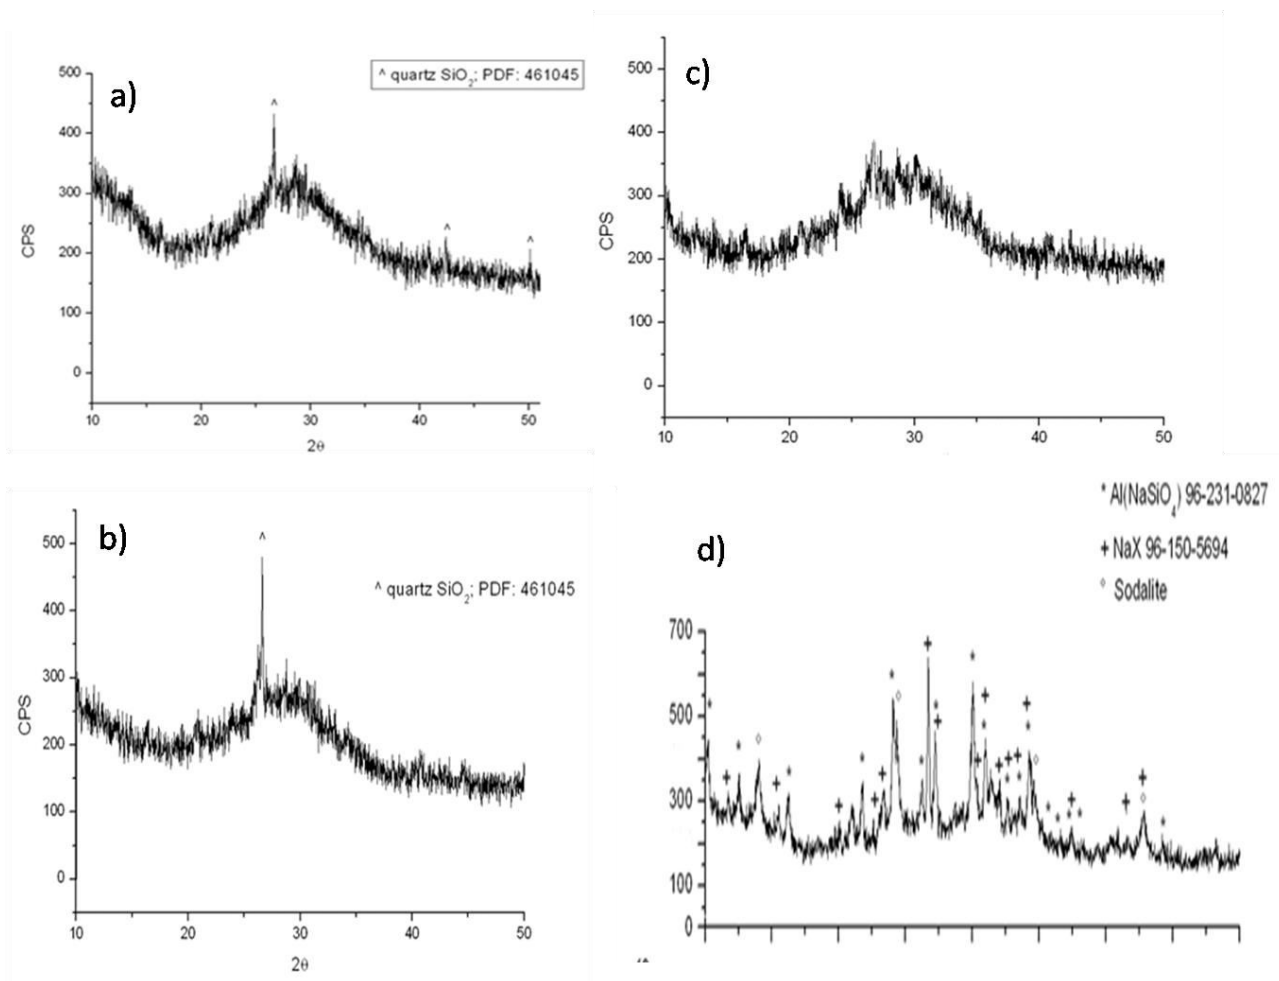 a)
^ quartz SiO2; PDF: 461045
500
400
300
200
100
0
CPS
10 20 30 40 50
2θ
c)
500
400
300
200
100
0
CPS
10 20 30 40 50
b)
^ quartz SiO2; PDF: 461045
500
400
300
200
100
0
CPS
10 20 30 40 50
2θ
d)
* Al(NaSiO4) 96-231-0827
+ NaX 96-150-5694
◊ Sodalite
700
500
300
100
0